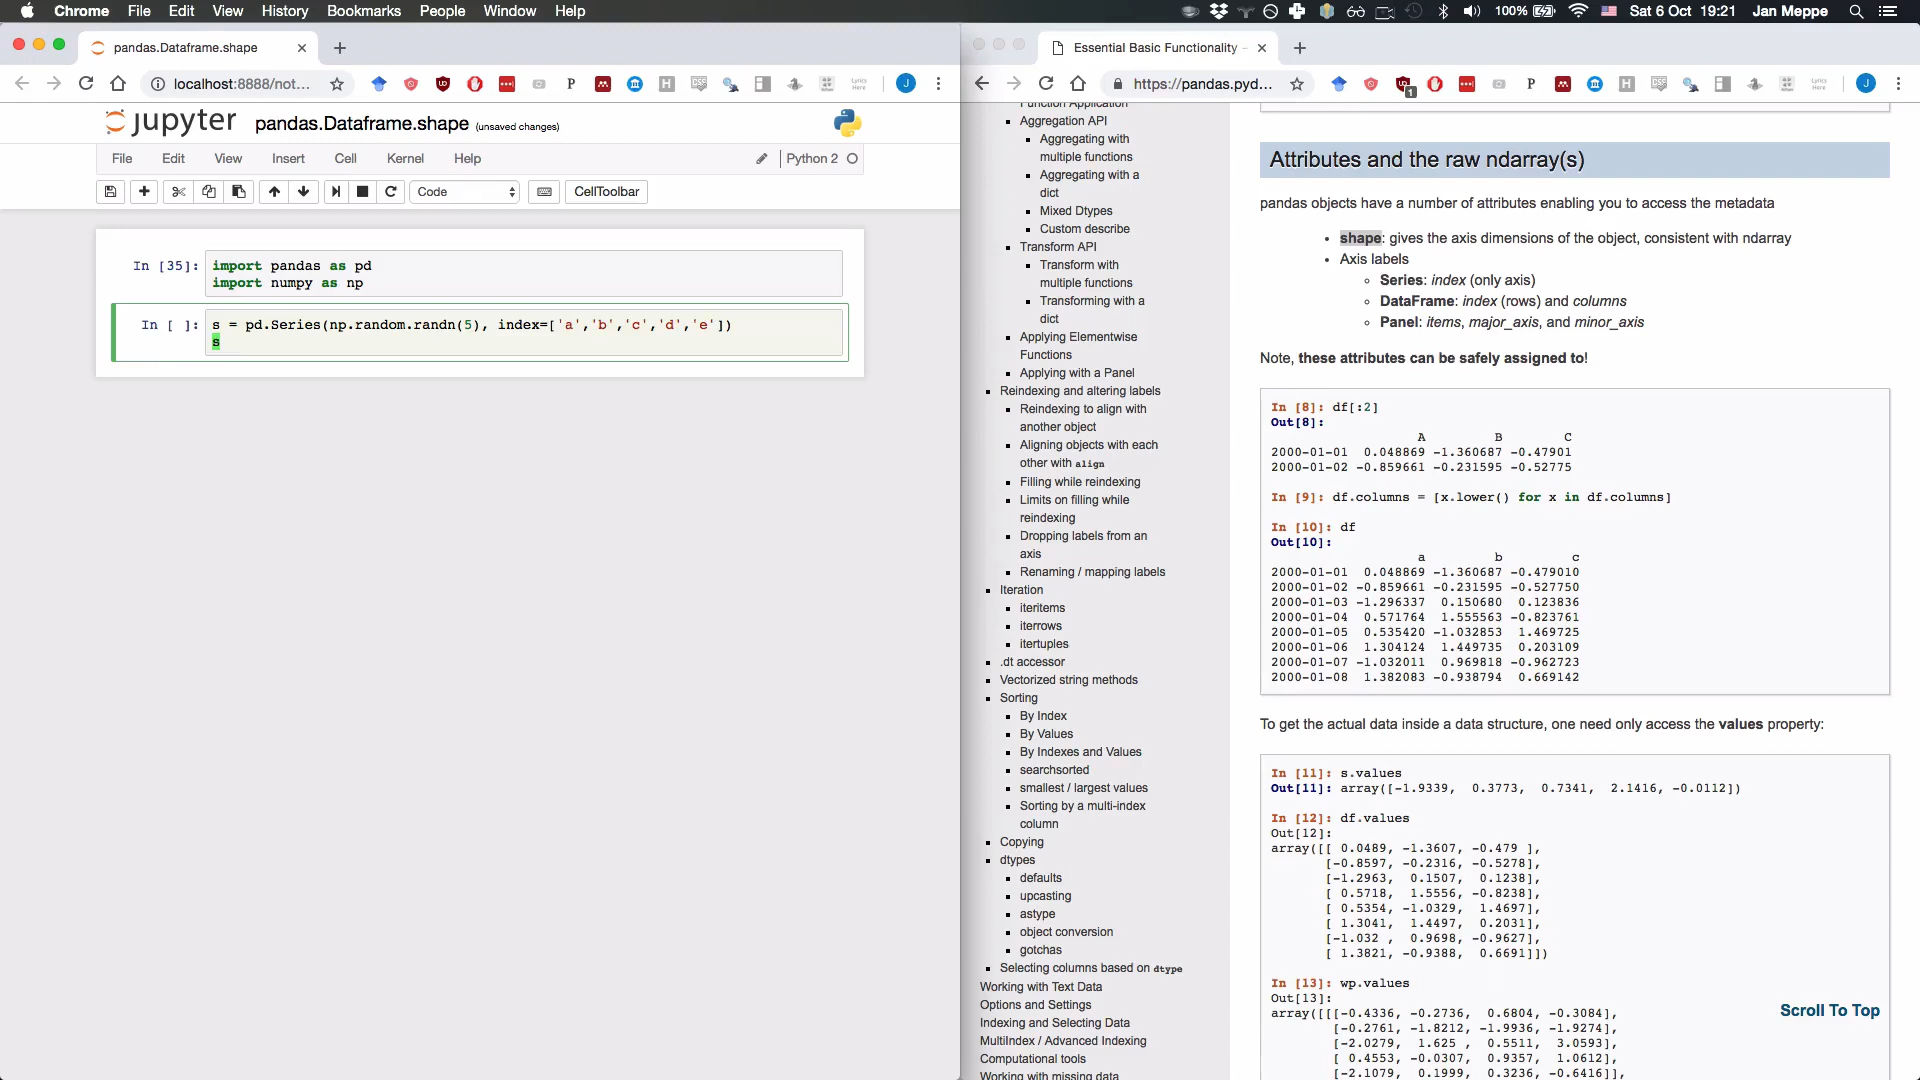 Chrome File Edit View History Bookmarks People Window Help
100% Sat 6 Oct 19:21 Jan Meppe
pandas.Dataframe.shape
localhost:8888/not...
jupyter pandas.Dataframe.shape (unsaved changes)
File Edit View Insert Cell Kernel Help
Python 2
Code CellToolbar
In [35]: import pandas as pd
import numpy as np
In [ ]: s = pd.Series(np.random.randn(5), index=['a','b','c','d','e'])
s
Essential Basic Functionality
https://pandas.pyd...
Function Application
Aggregation API
Aggregating with
multiple functions
Aggregating with a
dict
Mixed Dtypes
Custom describe
Transform API
Transform with
multiple functions
Transforming with a
dict
Applying Elementwise
Functions
Applying with a Panel
Reindexing and altering labels
Reindexing to align with
another object
Aligning objects with each
other with align
Filling while reindexing
Limits on filling while
reindexing
Dropping labels from an
axis
Renaming / mapping labels
Iteration
iteritems
iterrows
itertuples
.dt accessor
Vectorized string methods
Sorting
By Index
By Values
By Indexes and Values
searchsorted
smallest / largest values
Sorting by a multi-index
column
Copying
dtypes
defaults
upcasting
astype
object conversion
gotchas
Selecting columns based on dtype
Working with Text Data
Options and Settings
Indexing and Selecting Data
MultiIndex / Advanced Indexing
Computational tools
Working with missing data
Attributes and the raw ndarray(s)
pandas objects have a number of attributes enabling you to access the metadata
shape: gives the axis dimensions of the object, consistent with ndarray
Axis labels
Series: index (only axis)
DataFrame: index (rows) and columns
Panel: items, major_axis, and minor_axis
Note, these attributes can be safely assigned to!
In [8]: df[:2]
Out[8]:
A B C
2000-01-01 0.048869 -1.360687 -0.47901
2000-01-02 -0.859661 -0.231595 -0.52775
In [9]: df.columns = [x.lower() for x in df.columns]
In [10]: df
Out[10]:
a b c
2000-01-01 0.048869 -1.360687 -0.479010
2000-01-02 -0.859661 -0.231595 -0.527750
2000-01-03 -1.296337 0.150680 0.123836
2000-01-04 0.571764 1.555563 -0.823761
2000-01-05 0.535420 -1.032853 1.469725
2000-01-06 1.304124 1.449735 0.203109
2000-01-07 -1.032011 0.969818 -0.962723
2000-01-08 1.382083 -0.938794 0.669142
To get the actual data inside a data structure, one need only access the values property:
In [11]: s.values
Out[11]: array([-1.9339, 0.3773, 0.7341, 2.1416, -0.0112])
In [12]: df.values
Out[12]:
array([[ 0.0489, -1.3607, -0.479 ],
[-0.8597, -0.2316, -0.5278],
[-1.2963, 0.1507, 0.1238],
[ 0.5718, 1.5556, -0.8238],
[ 0.5354, -1.0329, 1.4697],
[ 1.3041, 1.4497, 0.2031],
[-1.032 , 0.9698, -0.9627],
[ 1.3821, -0.9388, 0.6691]])
In [13]: wp.values
Out[13]:
array([[[-0.4336, -0.2736, 0.6804, -0.3084],
[-0.2761, -1.8212, -1.9936, -1.9274],
[-2.0279, 1.625 , 0.5511, 3.0593],
[ 0.4553, -0.0307, 0.9357, 1.0612],
[-2.1079, 0.1999, 0.3236, -0.6416]],
Scroll To Top